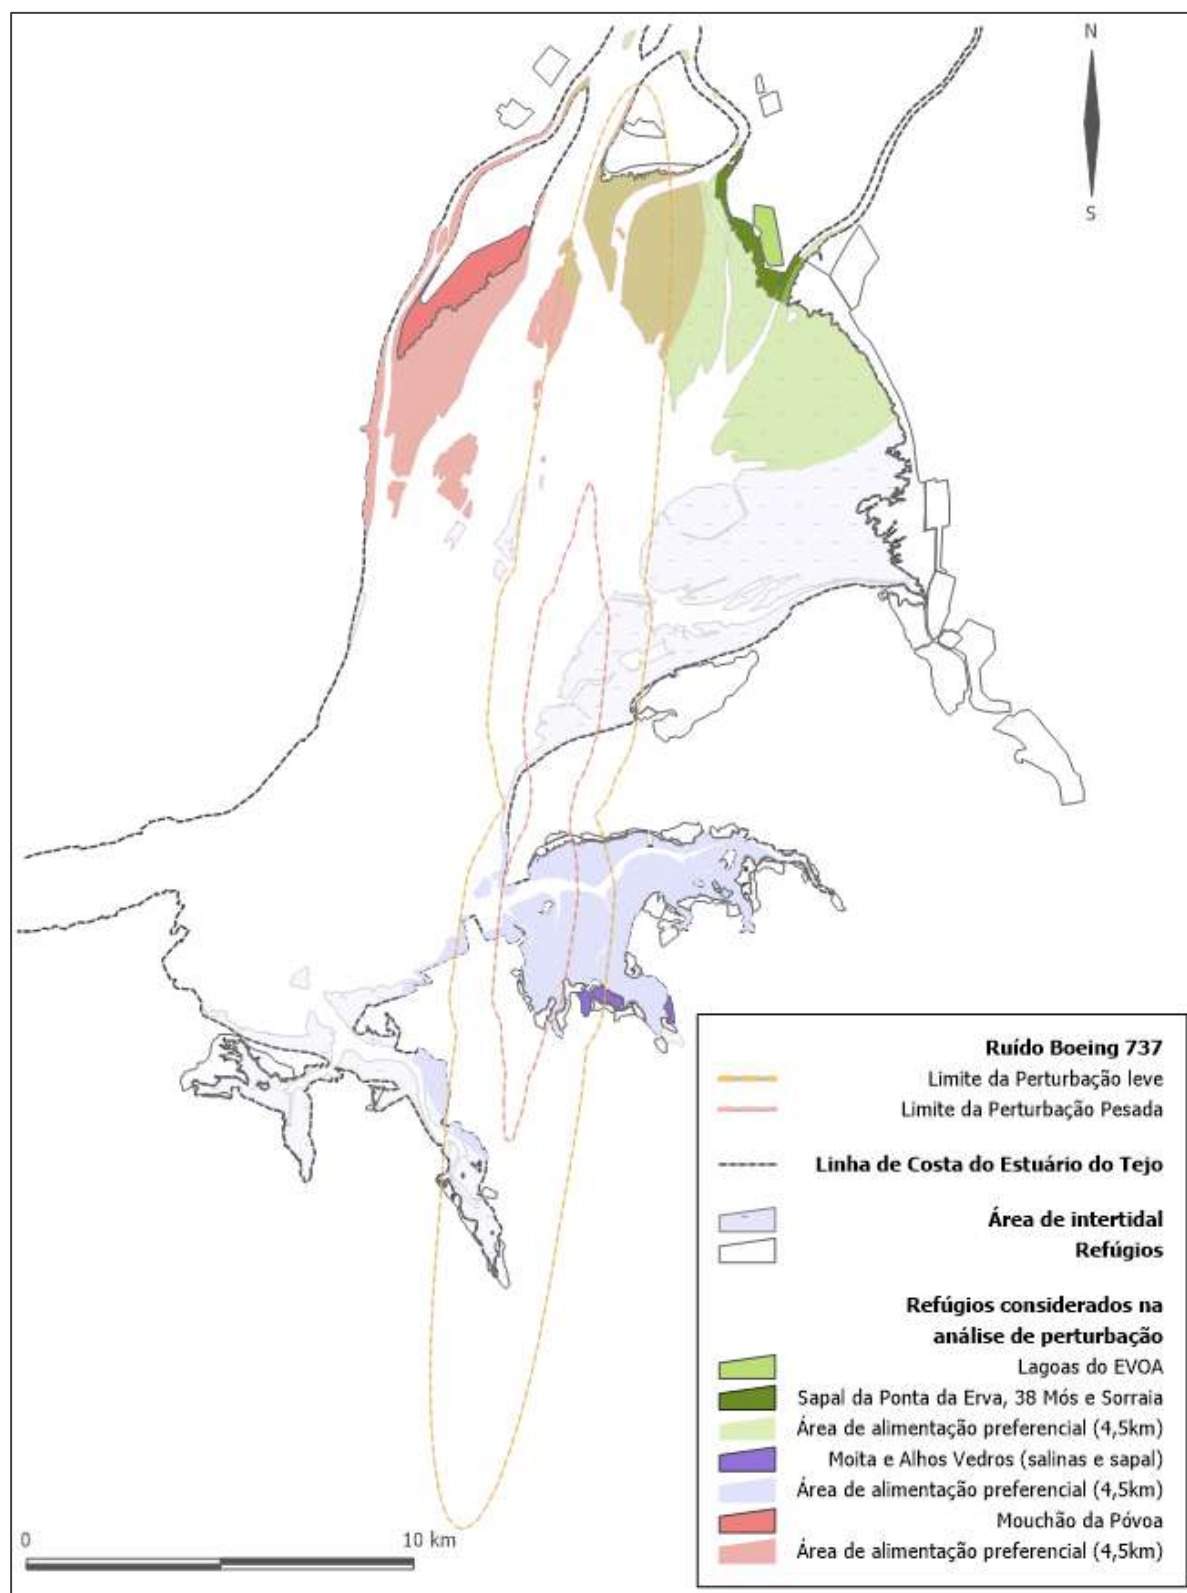 N
S
Ruído Boeing 737
Limite da Perturbação leve
Limite da Perturbação Pesada
Linha de Costa do Estuário do Tejo
Área de intertidal
Refúgios
Refúgios considerados na
análise de perturbação
Lagoas do EVOA
Sapal da Ponta da Erva, 38 Mós e Sorraia
Área de alimentação preferencial (4,5km)
Moita e Alhos Vedros (salinas e sapal)
Área de alimentação preferencial (4,5km)
Mouchão da Póvoa
Área de alimentação preferencial (4,5km)
0 10 km